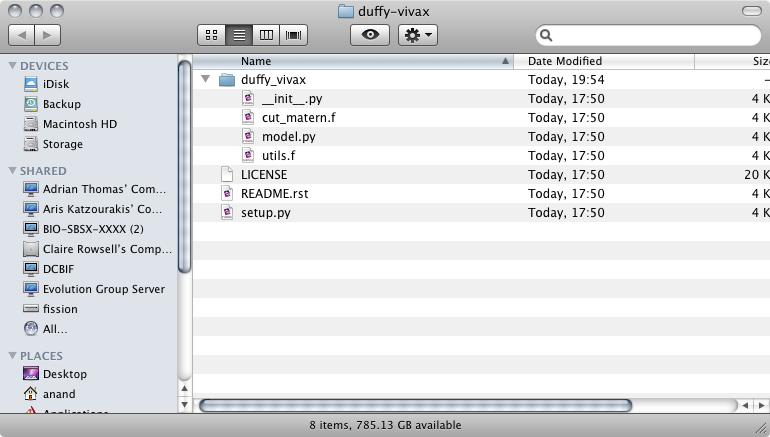 duffy-vivax
DEVICES
iDisk
Backup
Macintosh HD
Storage
SHARED
Adrian Thomas' Com...
Aris Katzourakis' Co...
BIO-SBSX-XXXX (2)
Claire Rowsell's Comp...
DCBIF
Evolution Group Server
fission
All...
PLACES
Desktop
anand
Applications
Name Date Modified Size
duffy_vivax Today, 19:54 --
__init__.py Today, 17:50 4 K
cut_matern.f Today, 17:50 4 K
model.py Today, 17:50 4 K
utils.f Today, 17:50 4 K
LICENSE Today, 17:50 20 K
README.rst Today, 17:50 4 K
setup.py Today, 17:50 4 K
8 items, 785.13 GB available